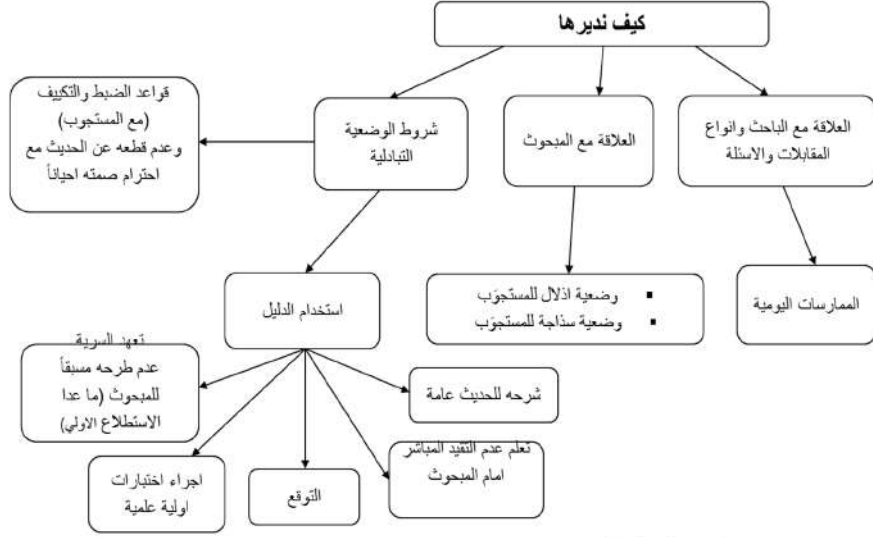 كيف نديرها
العلاقة مع الباحث وانواع
المقابلات والاسئلة
العلاقة مع المبحوث
شروط الوضعية
التبادلية
قواعد الضبط والتكييف
(مع المستجوب)
وعدم قطعه عن الحديث مع
احترام صمته احياناً
الممارسات اليومية
▪ وضعية اذلال للمستجوَب
▪ وضعية سذاجة للمستجوَب
استخدام الدليل
تعهد السرية
عدم طرحه مسبقاً
للمبحوث (ما عدا
الاستطلاع الاولي)
شرحه للحديث عامة
تعلم عدم التقيد المباشر
امام المبحوث
التوقع
اجراء اختبارات
اولية علمية